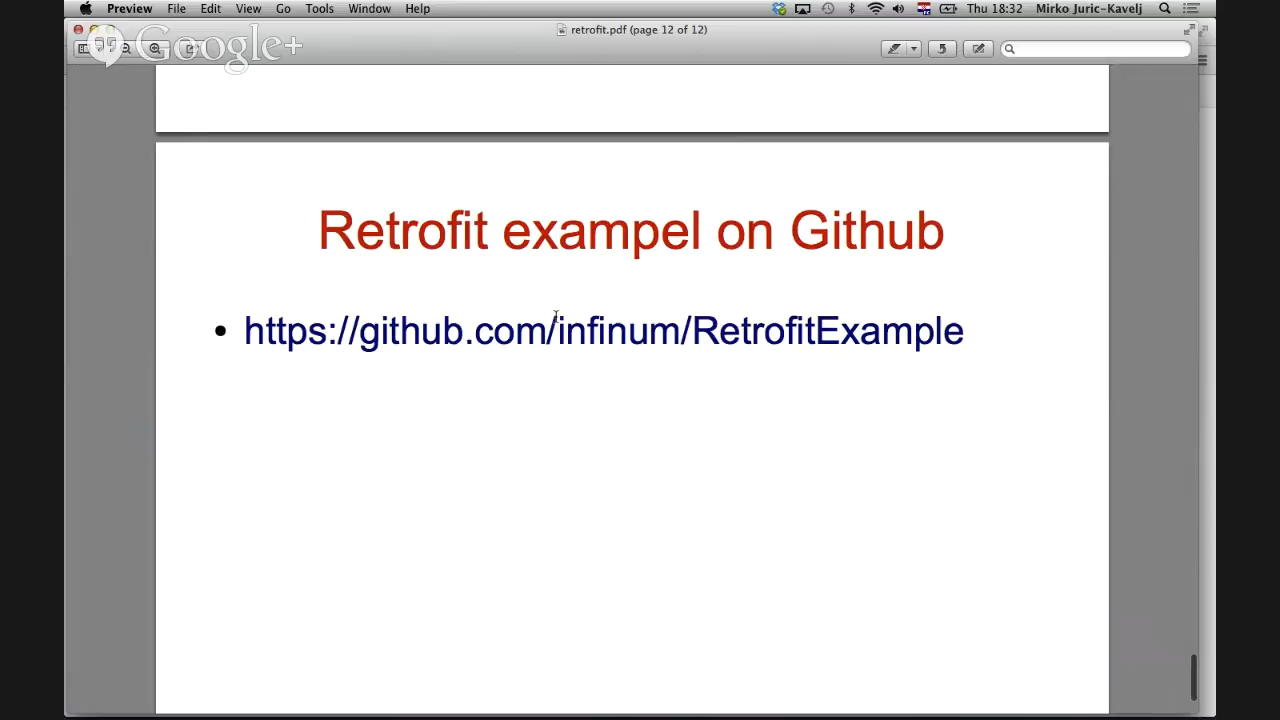 Preview File Edit View Go Tools Window Help Thu 18:32 Mirko Juric-Kavelj
retrofit.pdf (page 12 of 12)
Google+
Retrofit exampel on Github
• https://github.com/infinum/RetrofitExample